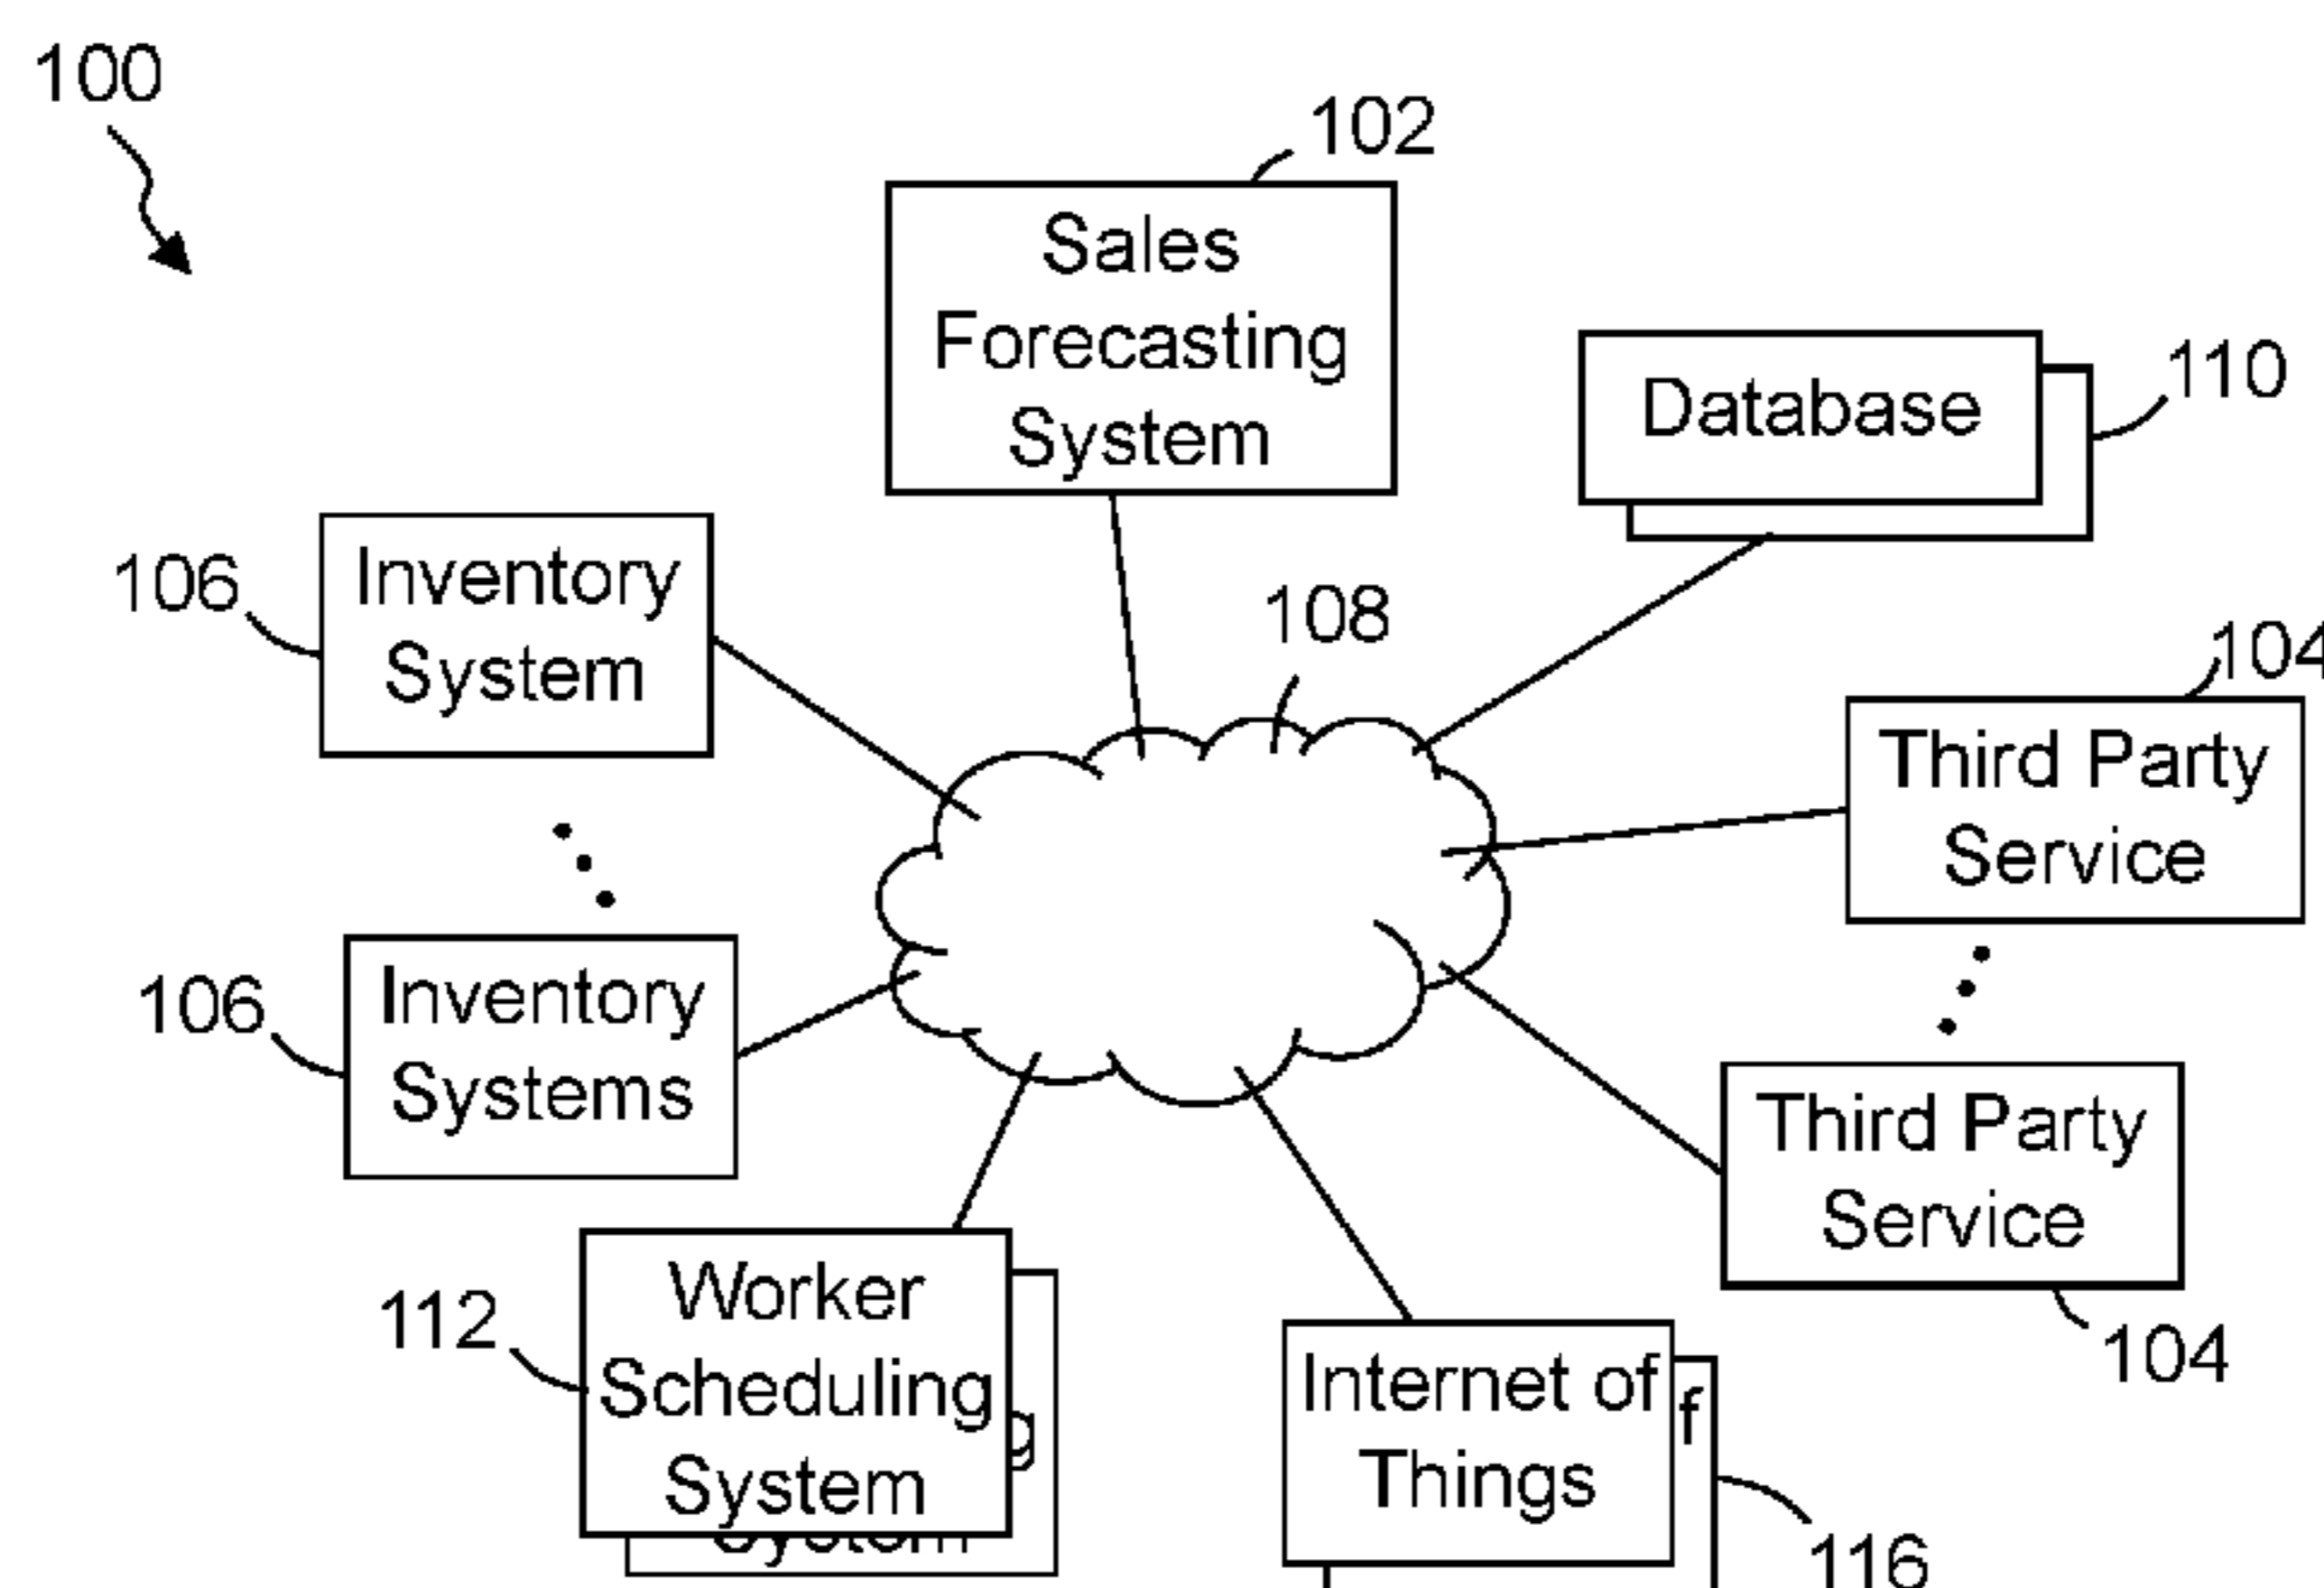 100
102
Sales
Forecasting
System
Database
110
106
Inventory
System
108
104
Third Party
Service
106
Inventory
Systems
Third Party
Service
104
112
Worker
Scheduling
System
g
System
Internet of
Things
f
116